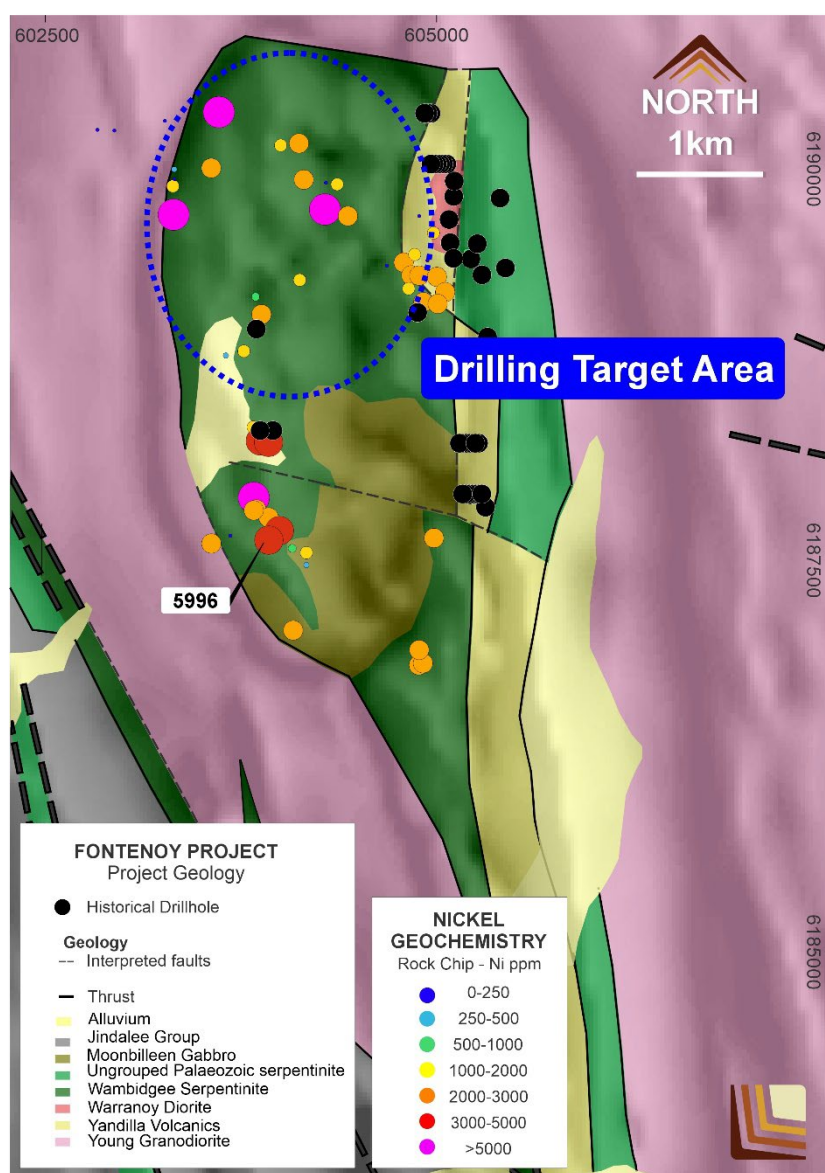 602500
605000
NORTH
1km
6190000
Drilling Target Area
6187500
5996
6185000
FONTENOY PROJECT
Project Geology
Historical Drillhole
Geology
Interpreted faults
Thrust
Alluvium
Jindalee Group
Moonbilleen Gabbro
Ungrouped Palaeozoic serpentinite
Wambidgee Serpentinite
Warranoy Diorite
Yandilla Volcanics
Young Granodiorite
NICKEL
GEOCHEMISTRY
Rock Chip - Ni ppm
0-250
250-500
500-1000
1000-2000
2000-3000
3000-5000
>5000